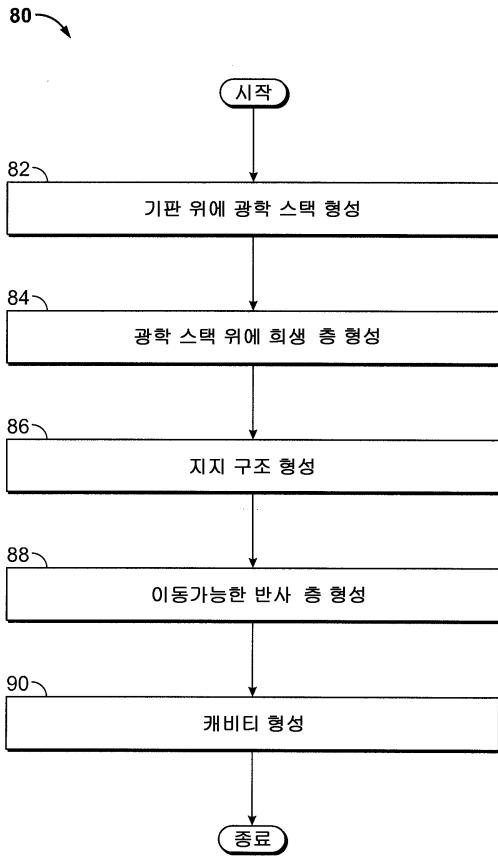 80
시작
82
기판 위에 광학 스택 형성
84
광학 스택 위에 희생 층 형성
86
지지 구조 형성
88
이동가능한 반사 층 형성
90
캐비티 형성
종료